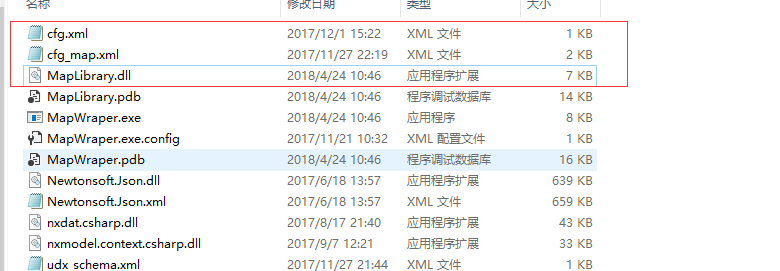 名称 修改日期 类型 大小
cfg.xml 2017/12/1 15:22 XML 文件 1 KB
cfg_map.xml 2017/11/27 22:19 XML 文件 2 KB
MapLibrary.dll 2018/4/24 10:46 应用程序扩展 7 KB
MapLibrary.pdb 2018/4/24 10:46 程序调试数据库 14 KB
MapWraper.exe 2018/4/24 10:46 应用程序 8 KB
MapWraper.exe.config 2017/11/21 10:32 XML 配置文件 1 KB
MapWraper.pdb 2018/4/24 10:46 程序调试数据库 16 KB
Newtonsoft.Json.dll 2017/6/18 13:57 应用程序扩展 639 KB
Newtonsoft.Json.xml 2017/6/18 13:57 XML 文件 659 KB
nxdat.csharp.dll 2017/8/17 21:40 应用程序扩展 43 KB
nxmodel.context.csharp.dll 2017/9/7 12:21 应用程序扩展 33 KB
udx_schema.xml 2017/11/27 21:44 XML 文件 1 KB